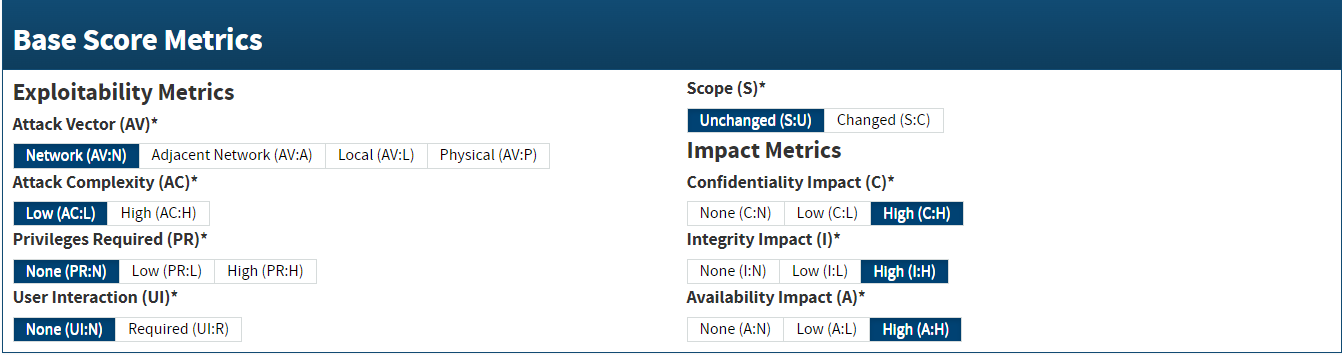 Base Score Metrics
Exploitability Metrics
Attack Vector (AV)*
Network (AV:N) Adjacent Network (AV:A) Local (AV:L) Physical (AV:P)
Attack Complexity (AC)*
Low (AC:L) High (AC:H)
Privileges Required (PR)*
None (PR:N) Low (PR:L) High (PR:H)
User Interaction (UI)*
None (UI:N) Required (UI:R)
Scope (S)*
Unchanged (S:U) Changed (S:C)
Impact Metrics
Confidentiality Impact (C)*
None (C:N) Low (C:L) High (C:H)
Integrity Impact (I)*
None (I:N) Low (I:L) High (I:H)
Availability Impact (A)*
None (A:N) Low (A:L) High (A:H)